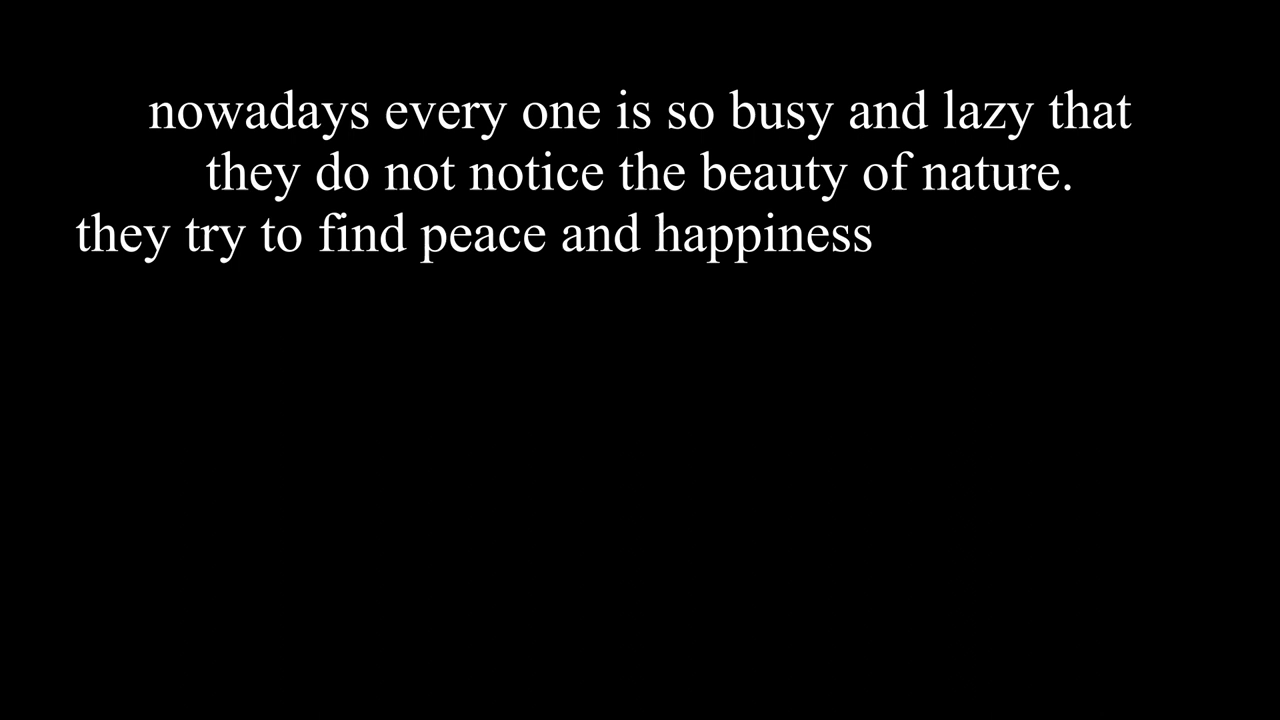 nowadays every one is so busy and lazy that
they do not notice the beauty of nature.
they try to find peace and happiness